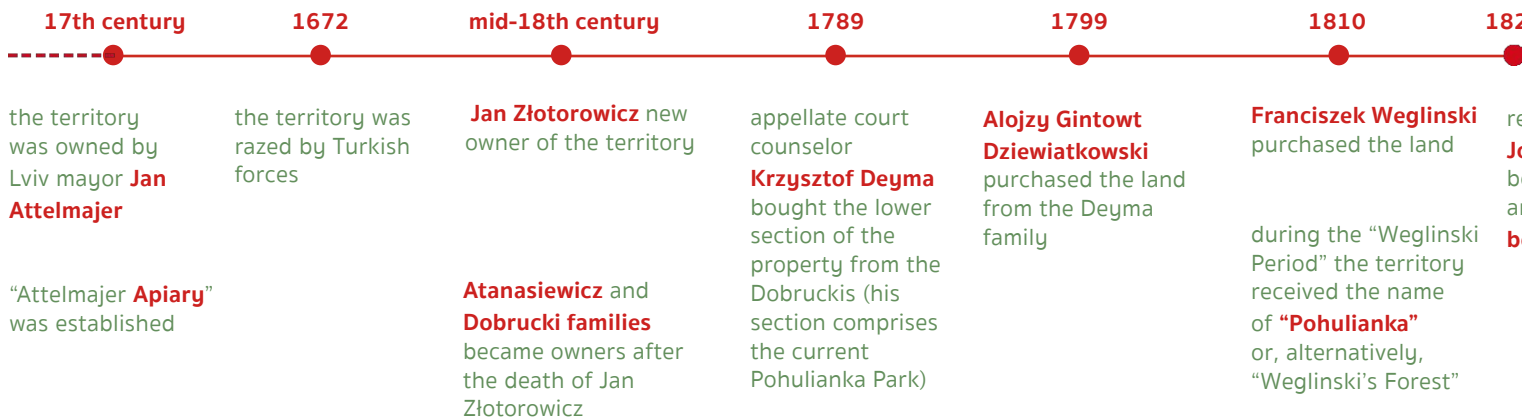 17th century
the territory
was owned by
Lviv mayor Jan
Attelmajer
“Attelmajer Apiary”
was established
1672
the territory was
razed by Turkish
forces
mid-18th century
Jan Złotorowicz new
owner of the territory
Atanasiewicz and
Dobrucki families
became owners after
the death of Jan
Złotorowicz
1789
appellate court
counselor
Krzysztof Deyma
bought the lower
section of the
property from the
Dobruckis (his
section comprises
the current
Pohulianka Park)
1799
Alojzy Gintowt
Dziewiatkowski
purchased the land
from the Deyma
family
1810
Franciszek Weglinski
purchased the land
during the “Weglinski
Period” the territory
received the name
of “Pohulianka”
or, alternatively,
“Weglinski’s Forest”